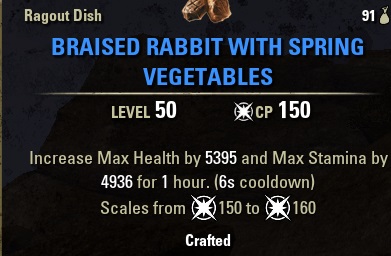 Ragout Dish 91
BRAISED RABBIT WITH SPRING
VEGETABLES
LEVEL 50 CP 150
Increase Max Health by 5395 and Max Stamina by
4936 for 1 hour. (6s cooldown)
Scales from 150 to 160
Crafted